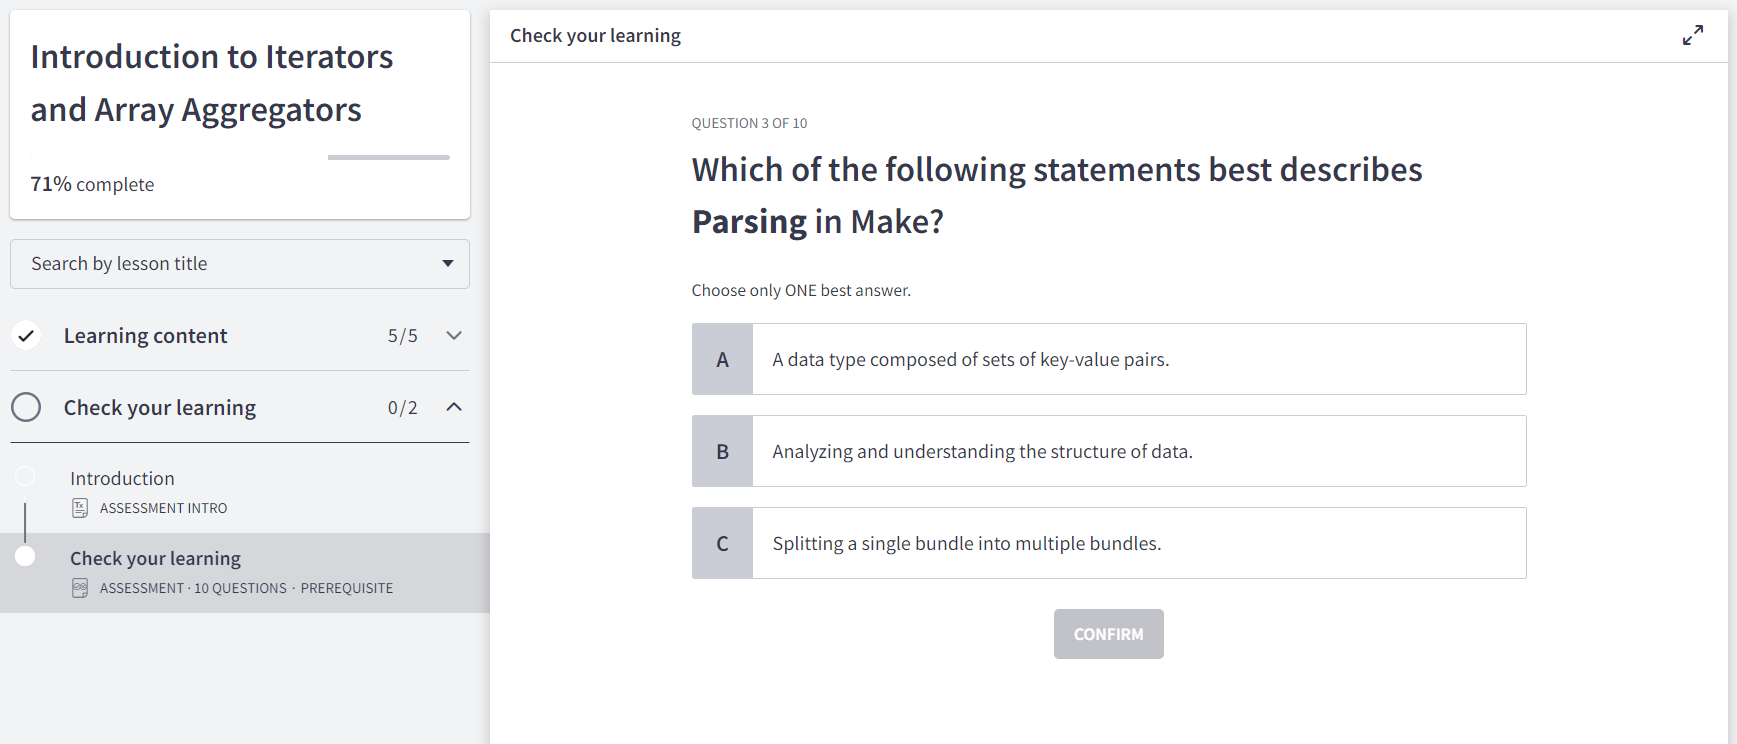 Introduction to Iterators
and Array Aggregators
71% complete
Search by lesson title
Learning content 5/5
Check your learning 0/2
Introduction
Tx ASSESSMENT INTRO
Check your learning
ASSESSMENT · 10 QUESTIONS · PREREQUISITE
Check your learning
QUESTION 3 OF 10
Which of the following statements best describes
Parsing in Make?
Choose only ONE best answer.
A A data type composed of sets of key-value pairs.
B Analyzing and understanding the structure of data.
C Splitting a single bundle into multiple bundles.
CONFIRM